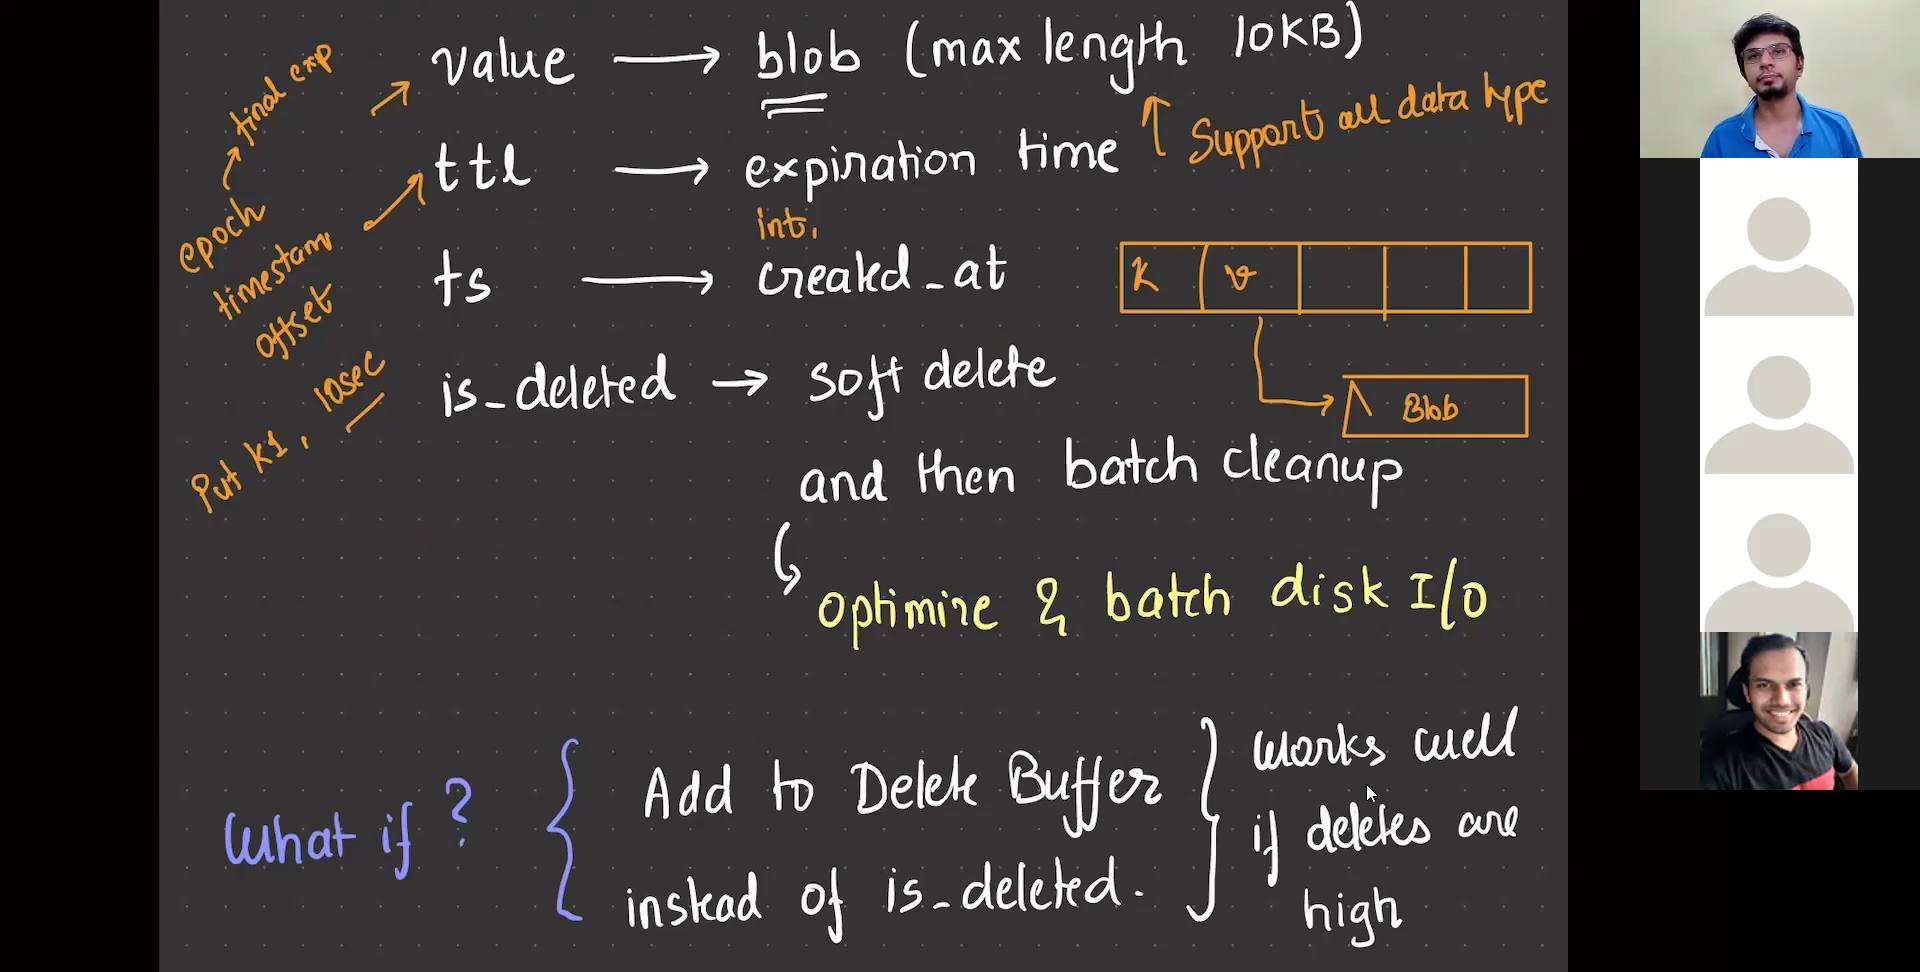 value → blob (max length 10KB)
↑ Support all data type
ttl → expiration time
int.
ts → created_at
is_deleted → soft delete
and then batch cleanup
optimize & batch disk I/O
epoch → final exp
timestam
offset
Put k1, 10sec
K V
Blob
What if ?
Add to Delete Buffer
instead of is_deleted.
works well
if deletes are
high